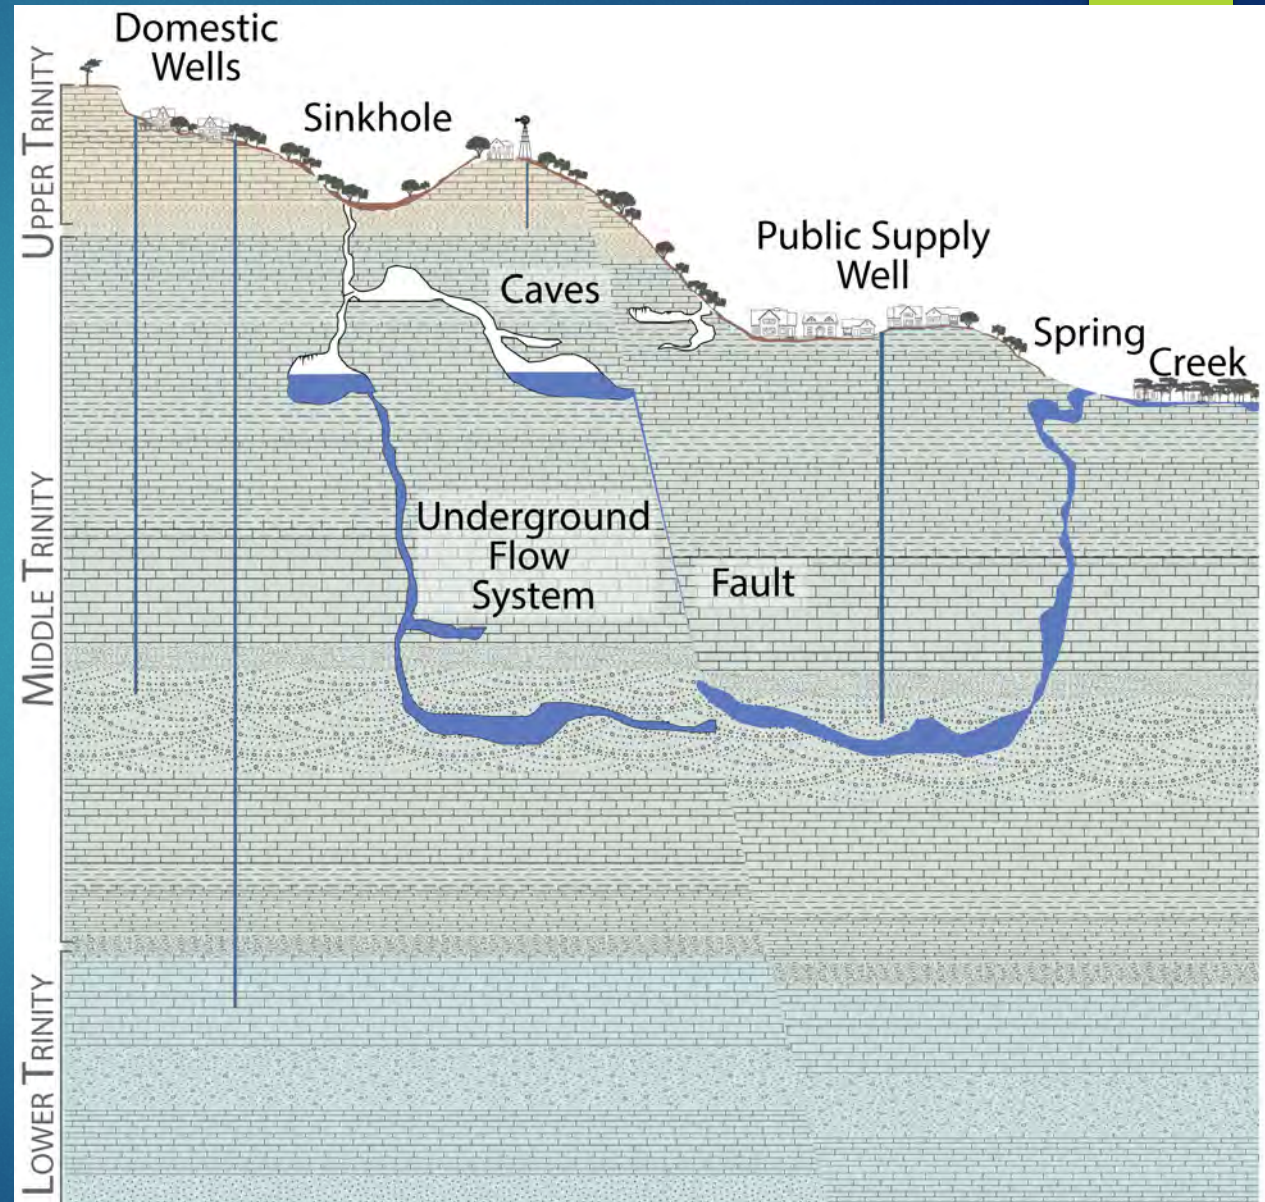 Domestic
Wells
Sinkhole
UPPER TRINITY
Caves
Public Supply
Well
Spring
Creek
Underground
Flow
System
Fault
MIDDLE TRINITY
LOWER TRINITY